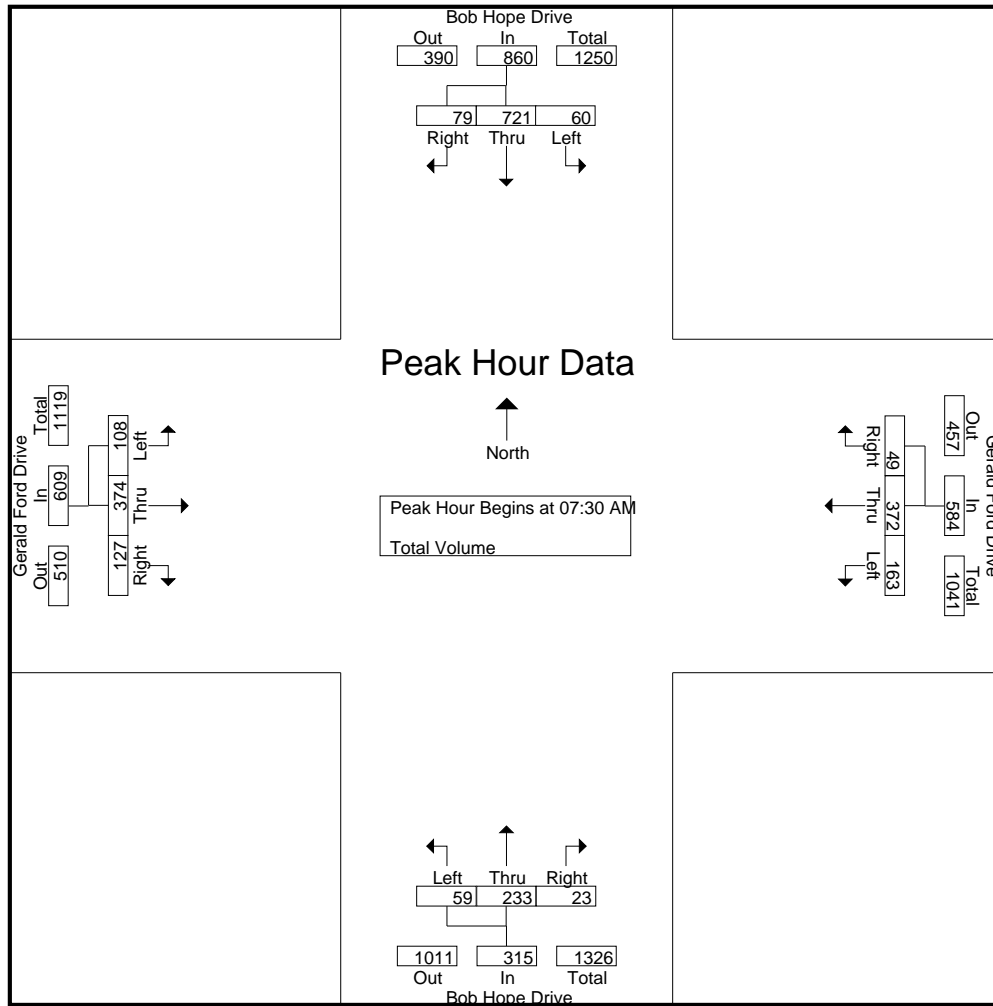 Bob Hope Drive
Out In Total
390 860 1250
79 721 60
Right Thru Left
Peak Hour Data
North
Peak Hour Begins at 07:30 AM
Total Volume
Gerald Ford Drive
Total In Out
1119 609 510
108 374 127
Left Thru Right
Right Thru Left
49 372 163
Out In Total
457 584 1041
Gerald Ford Drive
Left Thru Right
59 233 23
1011 315 1326
Out In Total
Bob Hope Drive